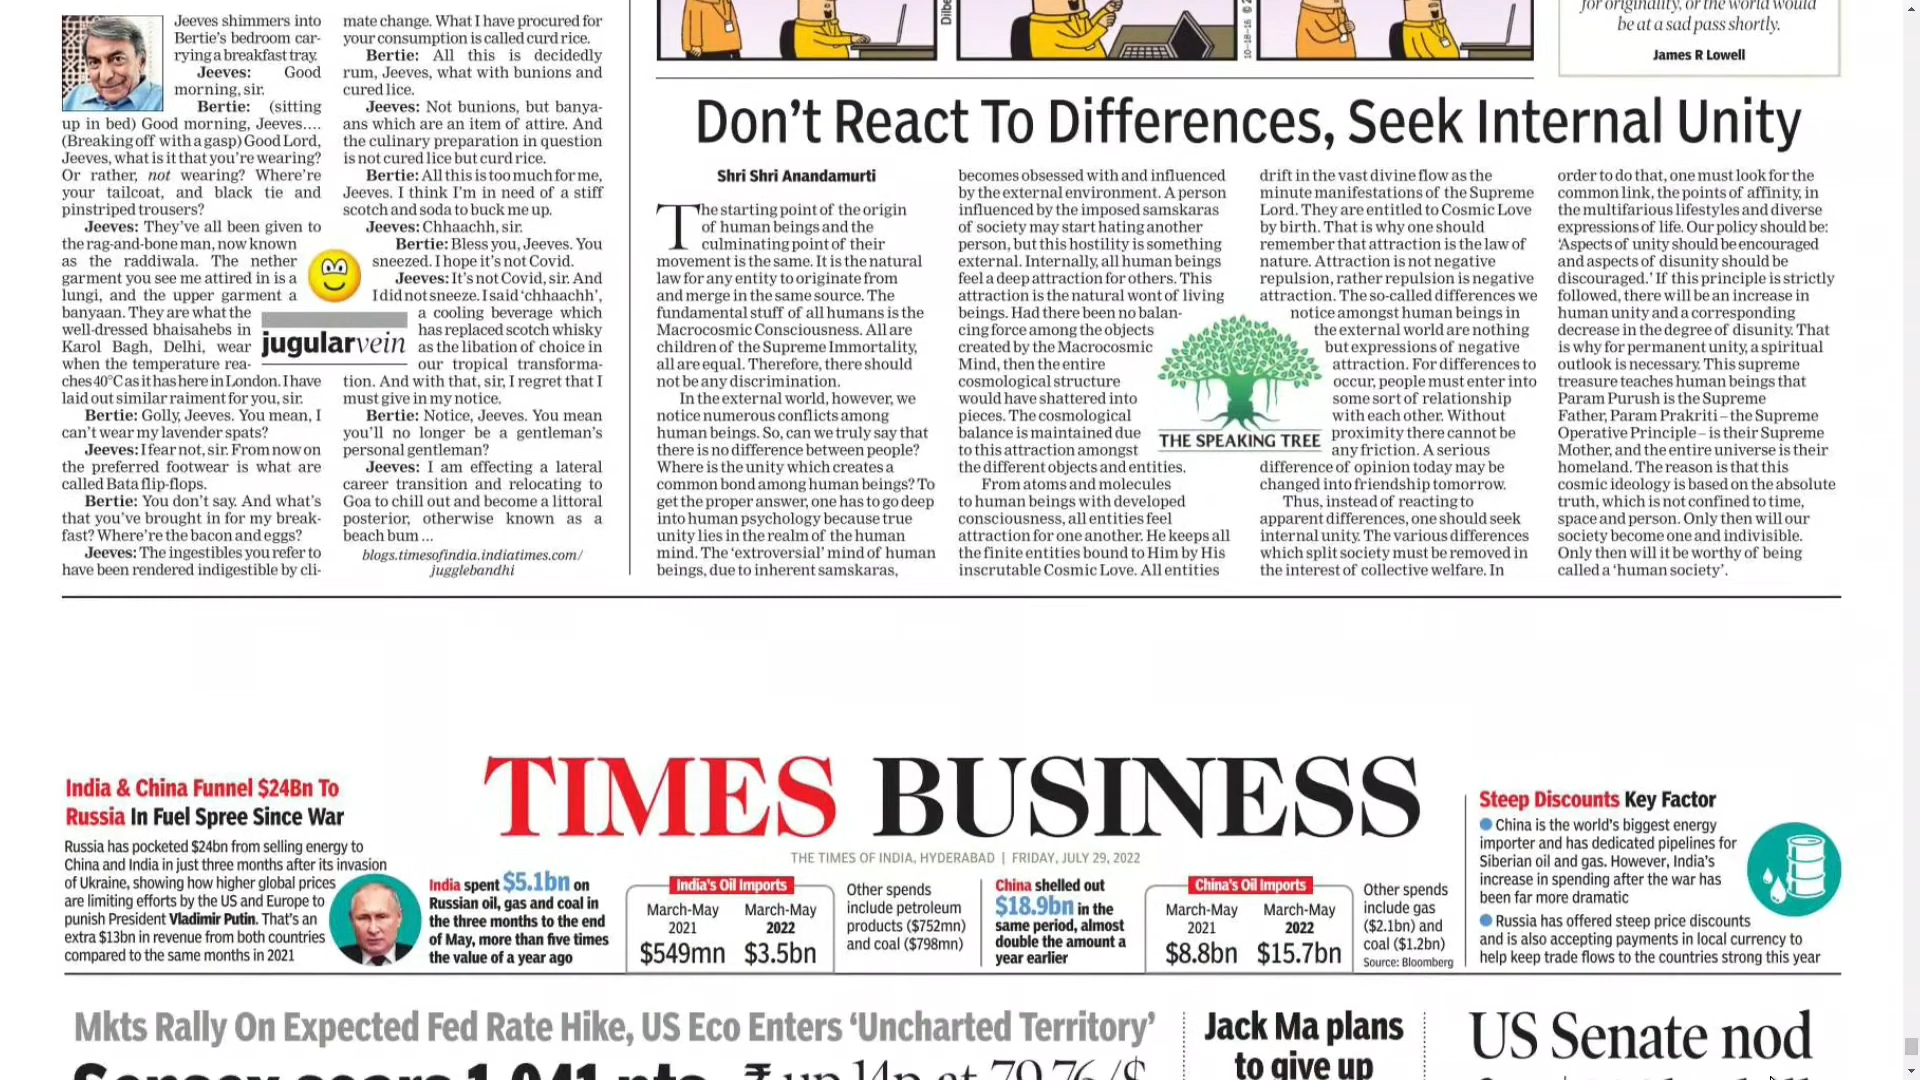 Jeeves shimmers into
Bertie's bedroom car-
rying a breakfast tray.
Jeeves: Good
morning, sir.
Bertie: (sitting
up in bed) Good morning, Jeeves....
(Breaking off with a gasp) Good Lord,
Jeeves, what is it that you're wearing?
Or rather, not wearing? Where're
your tailcoat, and black tie and
pinstriped trousers?
Jeeves: They've all been given to
the rag-and-bone man, now known
as the raddiwala. The nether
garment you see me attired in is a
lungi, and the upper garment a
banyaan. They are what the
well-dressed bhaisahebs in
Karol Bagh, Delhi, wear
when the temperature rea-
ches 40°C as it has here in London. I have
laid out similar raiment for you, sir.
Bertie: Golly, Jeeves. You mean, I
can't wear my lavender spats?
Jeeves: I fear not, sir. From now on
the preferred footwear is what are
called Bata flip-flops.
Bertie: You don't say. And what's
that you've brought in for my break-
fast? Where're the bacon and eggs?
Jeeves: The ingestibles you refer to
have been rendered indigestible by cli-
mate change. What I have procured for
your consumption is called curd rice.
Bertie: All this is decidedly
rum, Jeeves, what with bunions and
cured lice.
Jeeves: Not bunions, but banya-
ans which are an item of attire. And
the culinary preparation in question
is not cured lice but curd rice.
Bertie: All this is too much for me,
Jeeves. I think I'm in need of a stiff
scotch and soda to buck me up.
Jeeves: Chhaachh, sir.
Bertie: Bless you, Jeeves. You
sneezed. I hope it's not Covid.
Jeeves: It's not Covid, sir. And
I did not sneeze. I said 'chhaachh',
a cooling beverage which
has replaced scotch whisky
as the libation of choice in
our tropical transforma-
tion. And with that, sir, I regret that I
must give in my notice.
Bertie: Notice, Jeeves. You mean
you'll no longer be a gentleman's
personal gentleman?
Jeeves: I am effecting a lateral
career transition and relocating to
Goa to chill out and become a littoral
posterior, otherwise known as a
beach bum ...
blogs.timesofindia.indiatimes.com/
jugglebandhi
jugularvein
Dilbe
10-18-16 ©
for originality, or the world would
be at a sad pass shortly.
James R Lowell
Don't React To Differences, Seek Internal Unity
Shri Shri Anandamurti
The starting point of the origin
of human beings and the
culminating point of their
movement is the same. It is the natural
law for any entity to originate from
and merge in the same source. The
fundamental stuff of all humans is the
Macrocosmic Consciousness. All are
children of the Supreme Immortality,
all are equal. Therefore, there should
not be any discrimination.
In the external world, however, we
notice numerous conflicts among
human beings. So, can we truly say that
there is no difference between people?
Where is the unity which creates a
common bond among human beings? To
get the proper answer, one has to go deep
into human psychology because true
unity lies in the realm of the human
mind. The 'extroversial' mind of human
beings, due to inherent samskaras,
becomes obsessed with and influenced
by the external environment. A person
influenced by the imposed samskaras
of society may start hating another
person, but this hostility is something
external. Internally, all human beings
feel a deep attraction for others. This
attraction is the natural wont of living
beings. Had there been no balan-
cing force among the objects
created by the Macrocosmic
Mind, then the entire
cosmological structure
would have shattered into
pieces. The cosmological
balance is maintained due
to this attraction amongst
the different objects and entities.
From atoms and molecules
to human beings with developed
consciousness, all entities feel
attraction for one another. He keeps all
the finite entities bound to Him by His
inscrutable Cosmic Love. All entities
THE SPEAKING TREE
drift in the vast divine flow as the
minute manifestations of the Supreme
Lord. They are entitled to Cosmic Love
by birth. That is why one should
remember that attraction is the law of
nature. Attraction is not negative
repulsion, rather repulsion is negative
attraction. The so-called differences we
notice amongst human beings in
the external world are nothing
but expressions of negative
attraction. For differences to
occur, people must enter into
some sort of relationship
with each other. Without
proximity there cannot be
any friction. A serious
difference of opinion today may be
changed into friendship tomorrow.
Thus, instead of reacting to
apparent differences, one should seek
internal unity. The various differences
which split society must be removed in
the interest of collective welfare. In
order to do that, one must look for the
common link, the points of affinity, in
the multifarious lifestyles and diverse
expressions of life. Our policy should be:
'Aspects of unity should be encouraged
and aspects of disunity should be
discouraged.' If this principle is strictly
followed, there will be an increase in
human unity and a corresponding
decrease in the degree of disunity. That
is why for permanent unity, a spiritual
outlook is necessary. This supreme
treasure teaches human beings that
Param Purush is the Supreme
Father, Param Prakriti – the Supreme
Operative Principle – is their Supreme
Mother, and the entire universe is their
homeland. The reason is that this
cosmic ideology is based on the absolute
truth, which is not confined to time,
space and person. Only then will our
society become one and indivisible.
Only then will it be worthy of being
called a 'human society'.
TIMES BUSINESS
THE TIMES OF INDIA, HYDERABAD | FRIDAY, JULY 29, 2022
India & China Funnel $24Bn To
Russia In Fuel Spree Since War
Russia has pocketed $24bn from selling energy to
China and India in just three months after its invasion
of Ukraine, showing how higher global prices
are limiting efforts by the US and Europe to
punish President Vladimir Putin. That's an
extra $13bn in revenue from both countries
compared to the same months in 2021
India spent $5.1bn on
Russian oil, gas and coal in
the three months to the end
of May, more than five times
the value of a year ago
India's Oil Imports
March-May March-May
2021 2022
$549mn $3.5bn
Other spends
include petroleum
products ($752mn)
and coal ($798mn)
China shelled out
$18.9bn in the
same period, almost
double the amount a
year earlier
China's Oil Imports
March-May March-May
2021 2022
$8.8bn $15.7bn
Other spends
include gas
($2.1bn) and
coal ($1.2bn)
Source: Bloomberg
Steep Discounts Key Factor
China is the world's biggest energy
importer and has dedicated pipelines for
Siberian oil and gas. However, India's
increase in spending after the war has
been far more dramatic
Russia has offered steep price discounts
and is also accepting payments in local currency to
help keep trade flows to the countries strong this year
Mkts Rally On Expected Fed Rate Hike, US Eco Enters 'Uncharted Territory'
Sensex soars 1,041 pts, ₹ up 14p at 79.76/$
Jack Ma plans
to give up
US Senate nod